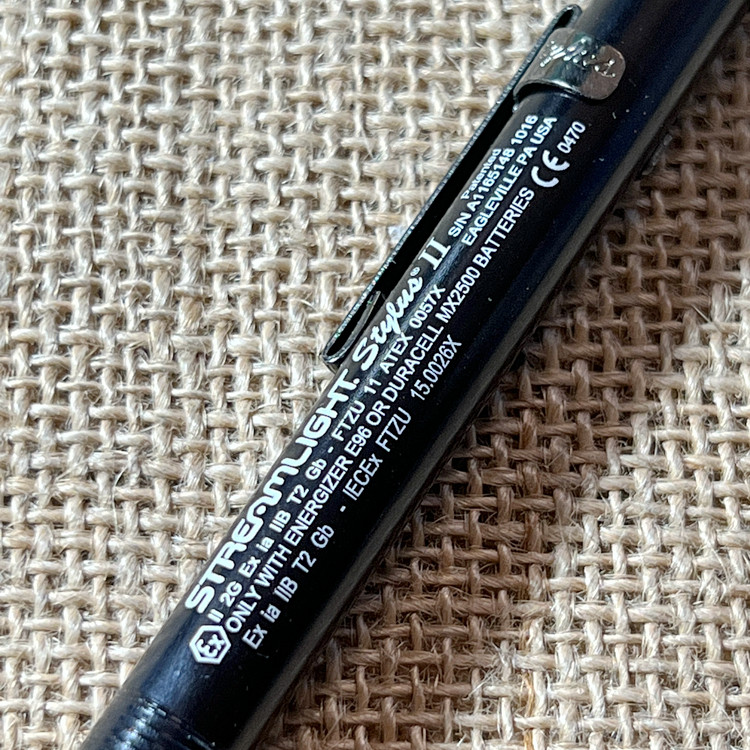 STREAMLIGHT. Stylus® II
Patented
S/N A1165148 1016
EAGLEVILLE PA USA
Ex II 2G Ex ia IIB T2 Gb - FTZU 11 ATEX 0057X
ONLY WITH ENERGIZER E96 OR DURACELL MX2500 BATTERIES CE 0470
Ex Ia IIB T2 Gb - IECEx FTZU 15.0026X